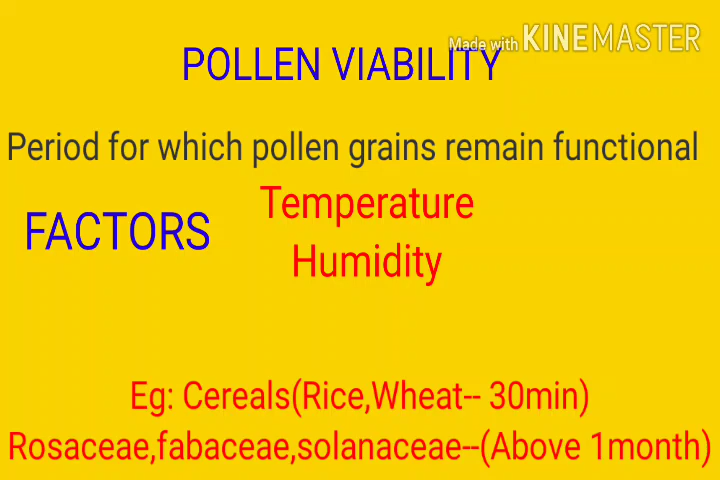 Made with KINEMASTER
POLLEN VIABILITY
Period for which pollen grains remain functional
FACTORS
Temperature
Humidity
Eg: Cereals(Rice,Wheat-- 30min)
Rosaceae,fabaceae,solanaceae--(Above 1month)